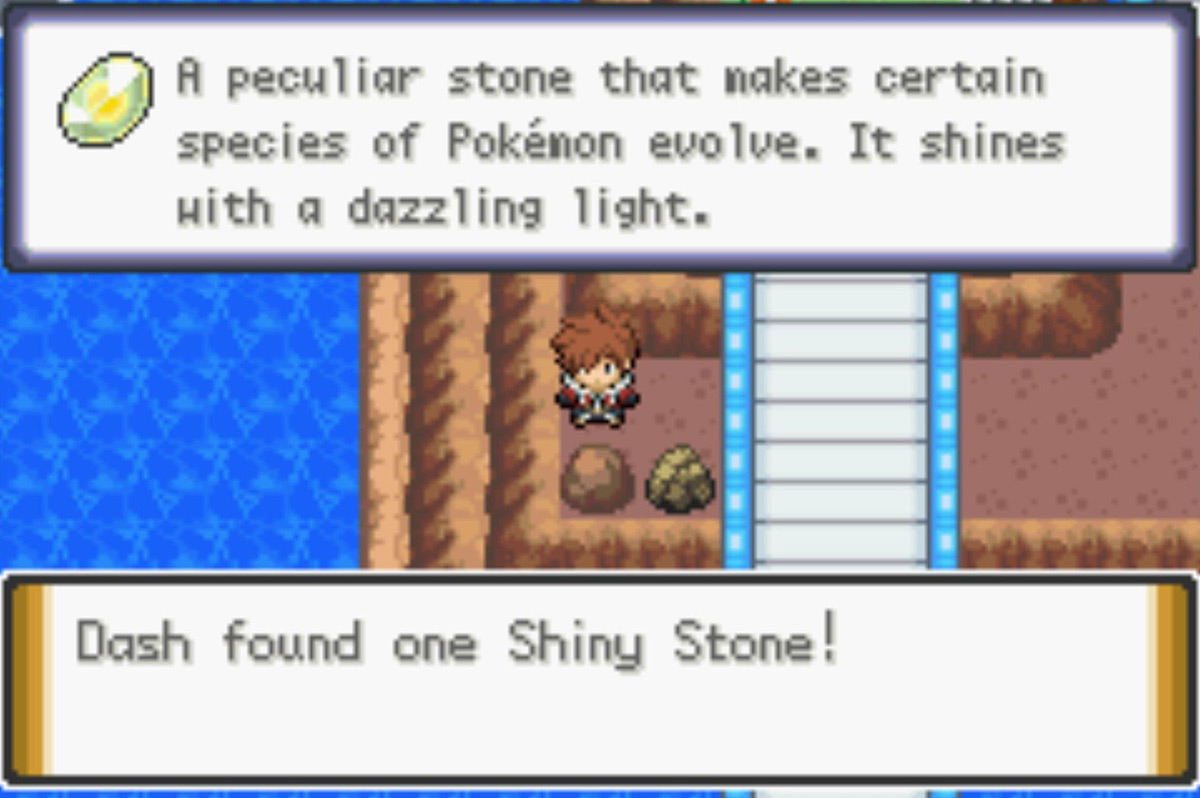 A peculiar stone that makes certain
species of Pokémon evolve. It shines
with a dazzling light.
Dash found one Shiny Stone!